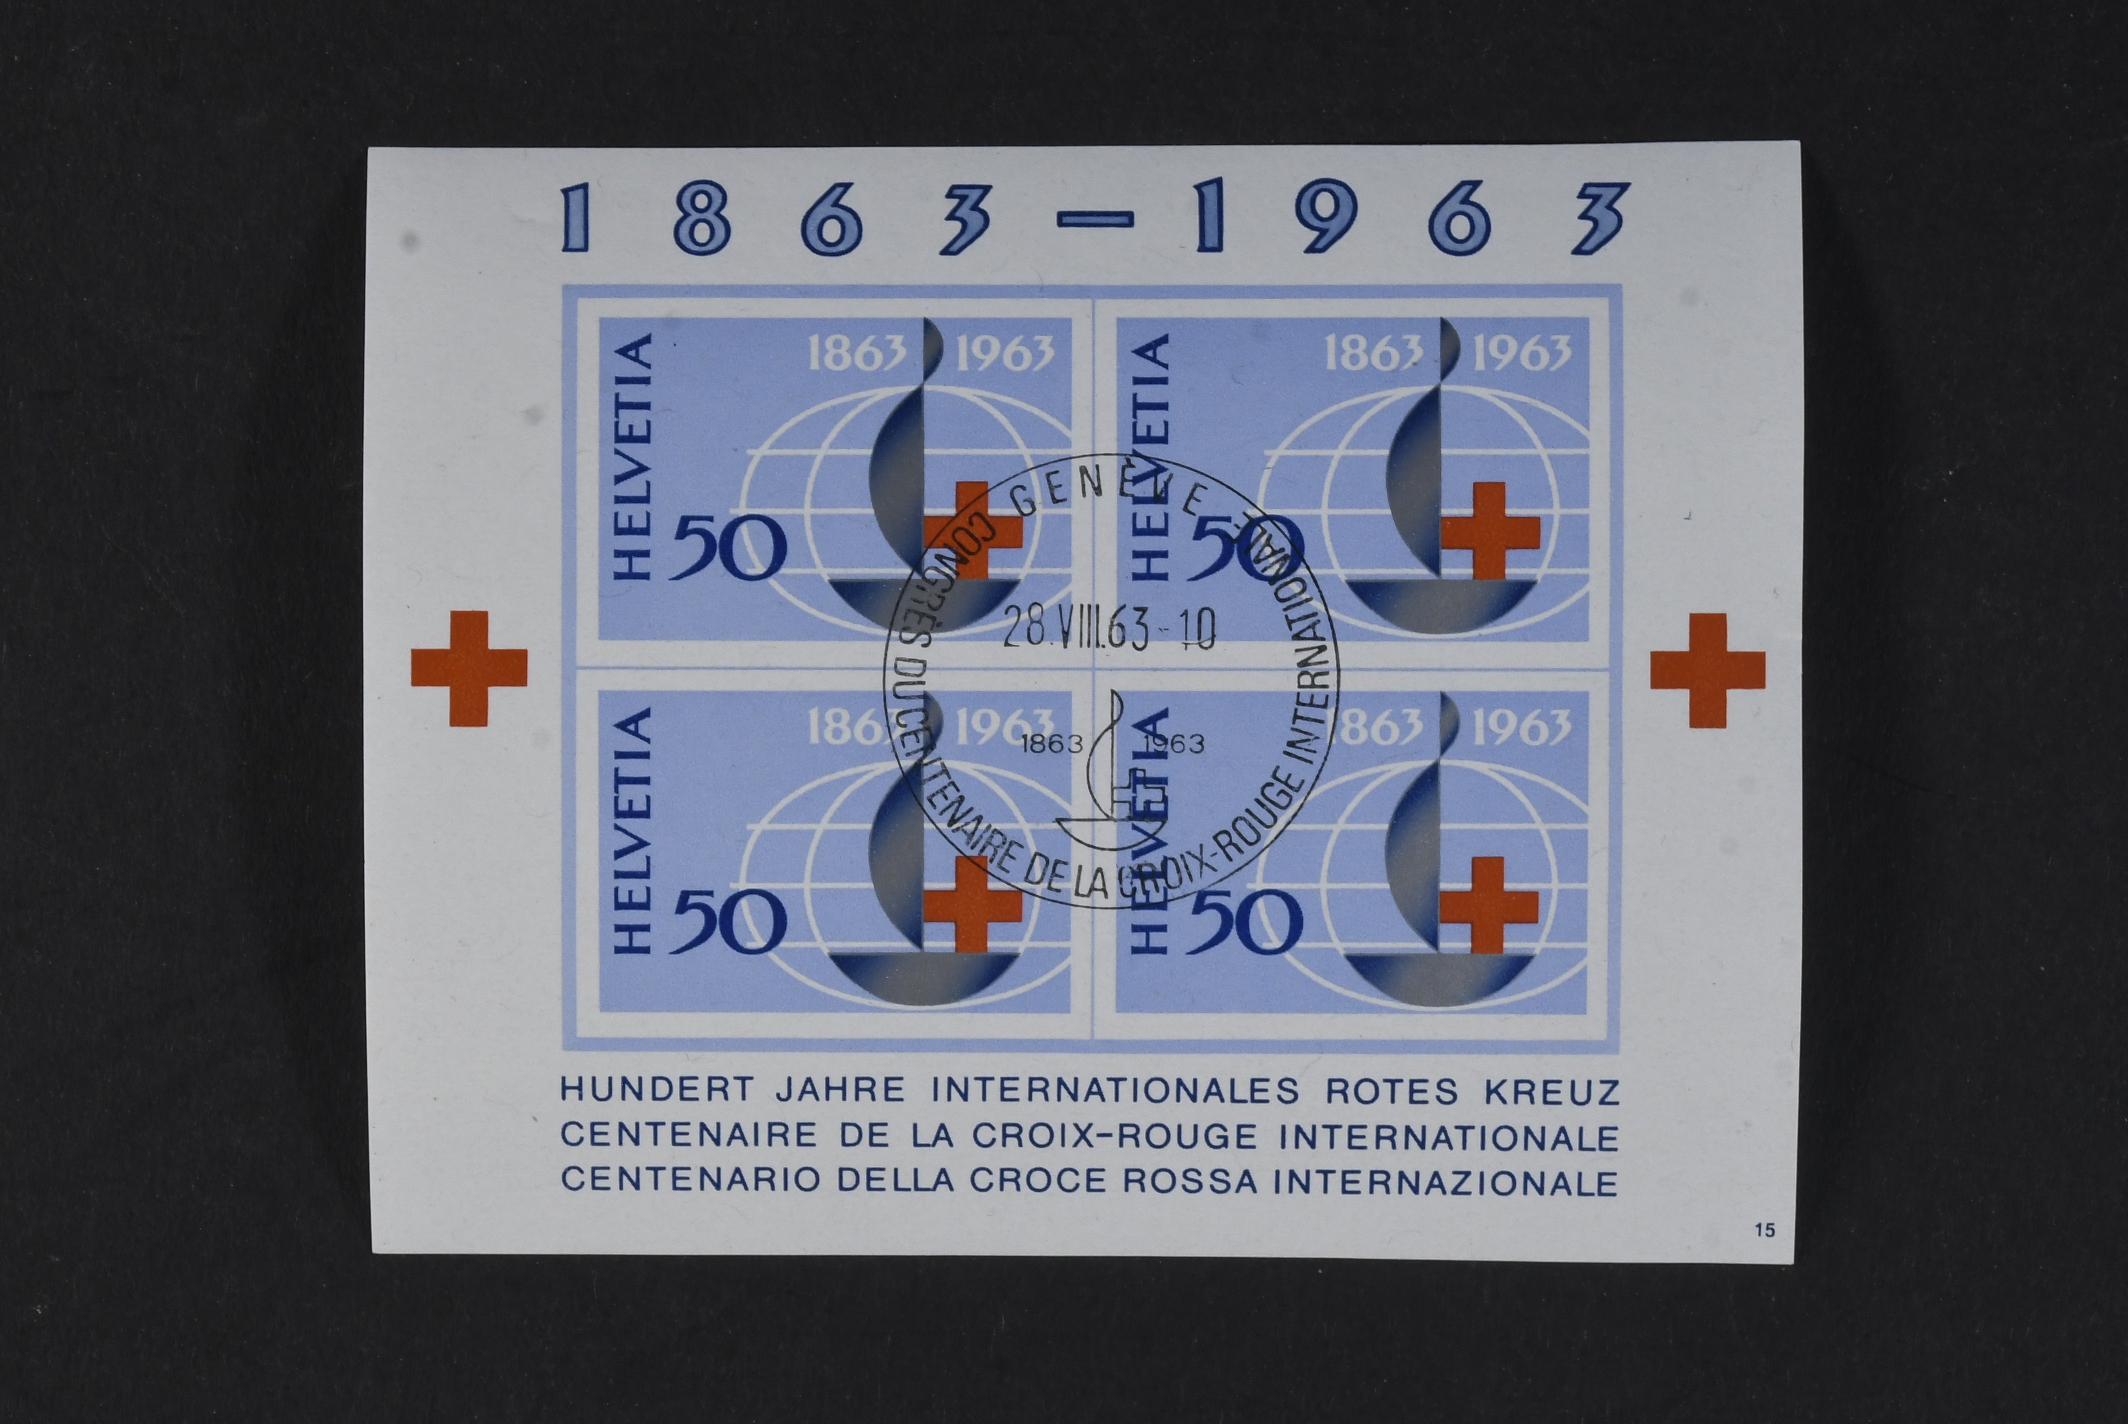 1863–1963
HELVETIA
50
1863 1963
HELVETIA
50
1863 1963
GENÈVE
28.VIII.63-10
1863 1963
CONGRÈS DU CENTENAIRE DE LA CROIX-ROUGE INTERNATIONALE
HELVETIA
50
1863 1963
HELVETIA
50
1863 1963
HUNDERT JAHRE INTERNATIONALES ROTES KREUZ
CENTENAIRE DE LA CROIX-ROUGE INTERNATIONALE
CENTENARIO DELLA CROCE ROSSA INTERNAZIONALE
15